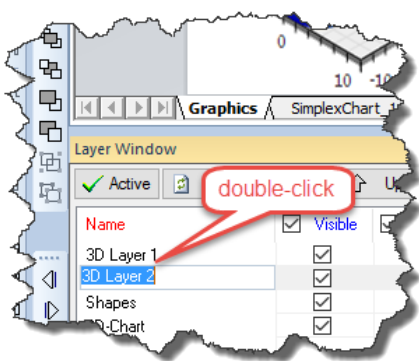 0
10 -10
Graphics SimplexChart
Layer Window
Active double-click
Name Visible
3D Layer 1
3D Layer 2
Shapes